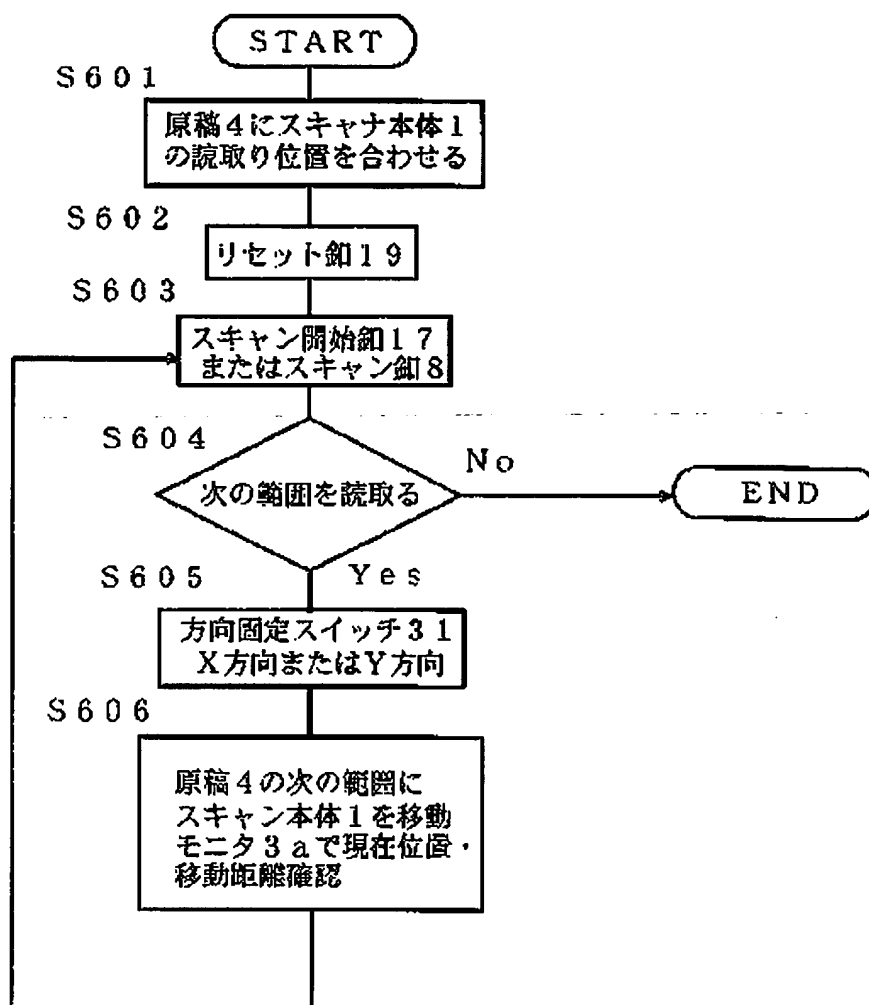 START
S601
原稿4にスキャナ本体1
の読取り位置を合わせる
S602
リセット釦19
S603
スキャン開始釦17
またはスキャン釦8
S604
次の範囲を読取る
No
END
S605
Yes
方向固定スイッチ31
X方向またはY方向
S606
原稿4の次の範囲に
スキャン本体1を移動
モニタ3aで現在位置・
移動距離確認